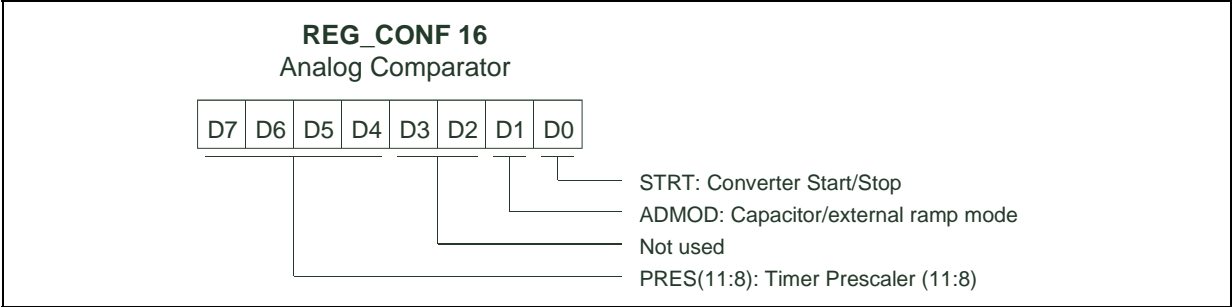 REG_CONF 16
Analog Comparator
D7 D6 D5 D4 D3 D2 D1 D0
STRT: Converter Start/Stop
ADMOD: Capacitor/external ramp mode
Not used
PRES(11:8): Timer Prescaler (11:8)